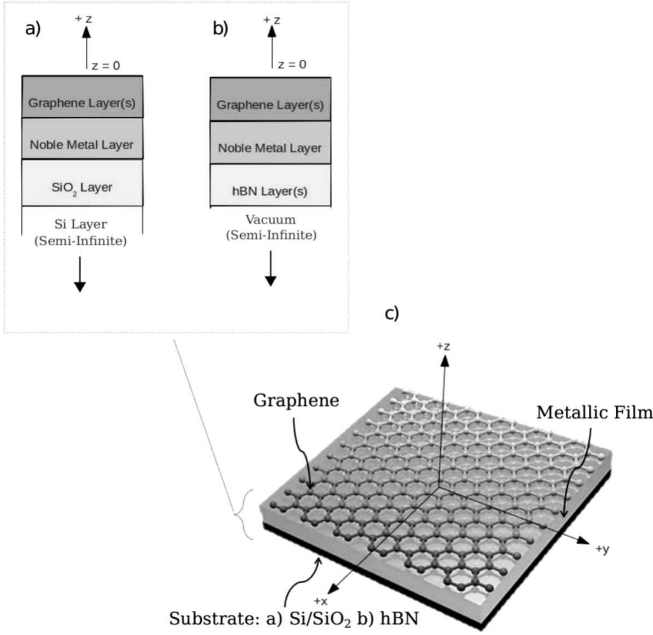 a)
+ z
z = 0
Graphene Layer(s)
Noble Metal Layer
SiO₂ Layer
Si Layer
(Semi-Infinite)
b)
+ z
z = 0
Graphene Layer(s)
Noble Metal Layer
hBN Layer(s)
Vacuum
(Semi-Infinite)
c)
+z
Graphene
Metallic Film
+y
+x
Substrate: a) Si/SiO₂ b) hBN